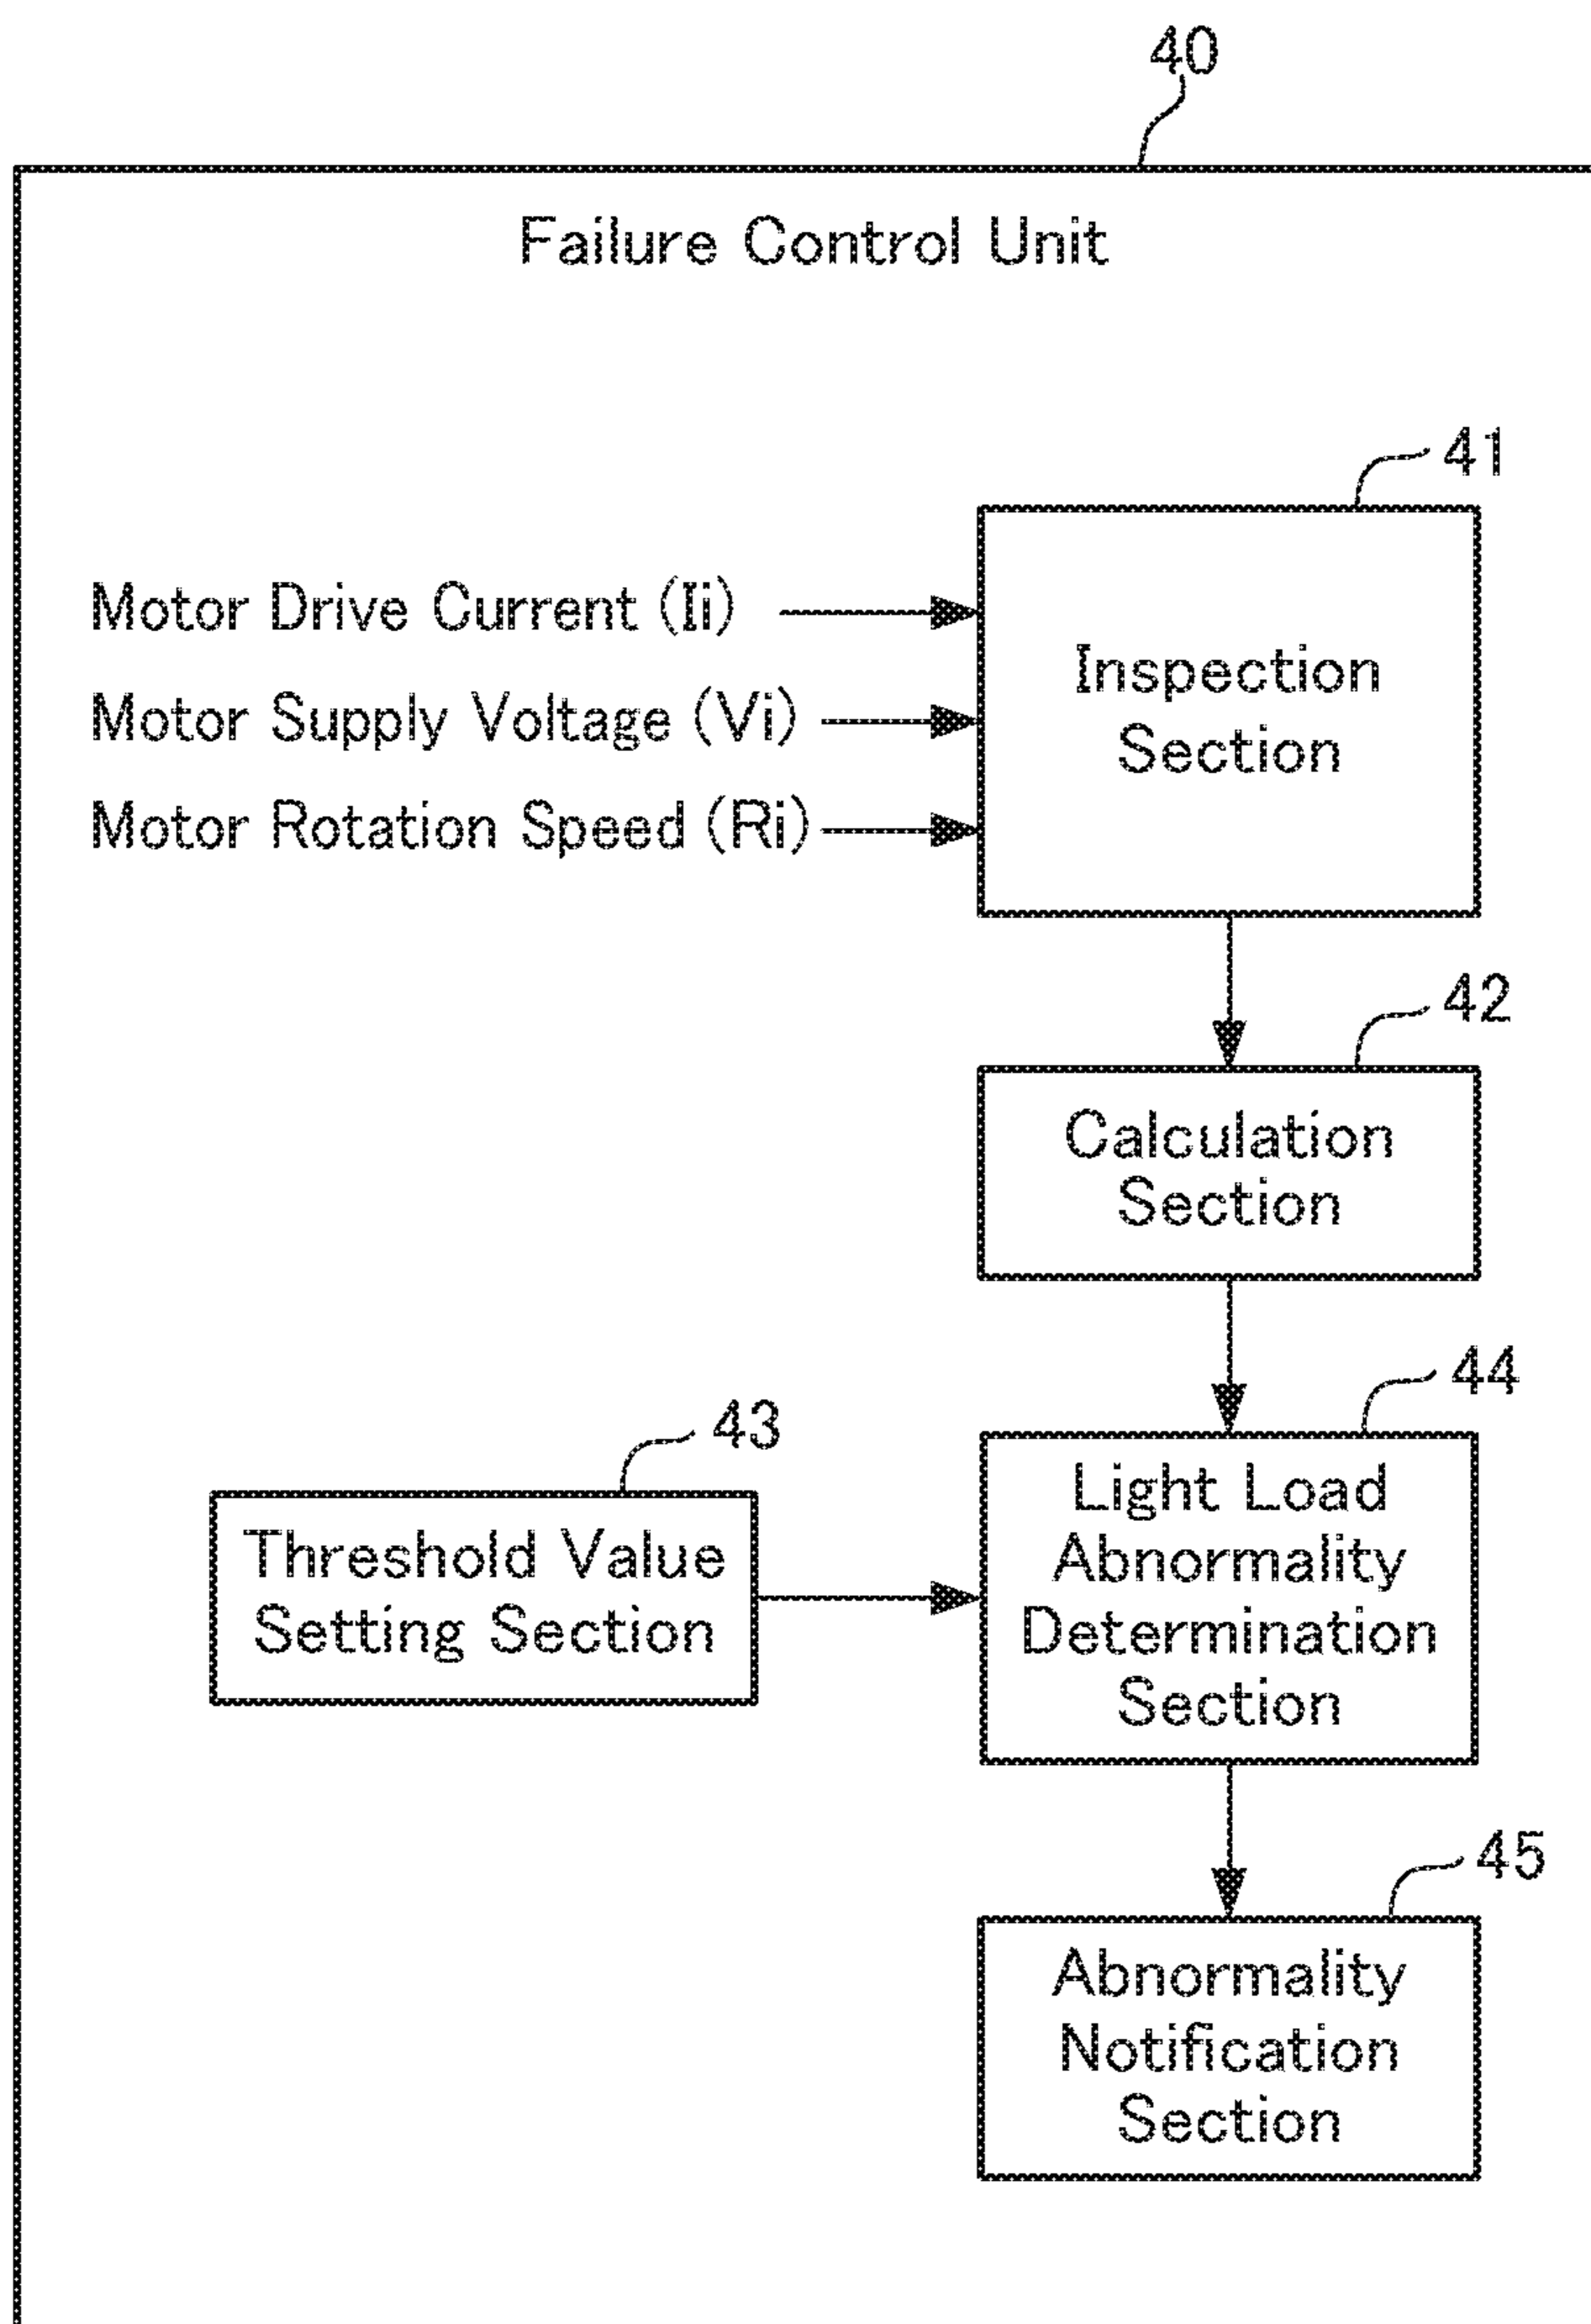 40
Failure Control Unit
41
Motor Drive Current (Ii)
Motor Supply Voltage (Vi)
Motor Rotation Speed (Ri)
Inspection
Section
42
Calculation
Section
43
Threshold Value
Setting Section
44
Light Load
Abnormality
Determination
Section
45
Abnormality
Notification
Section